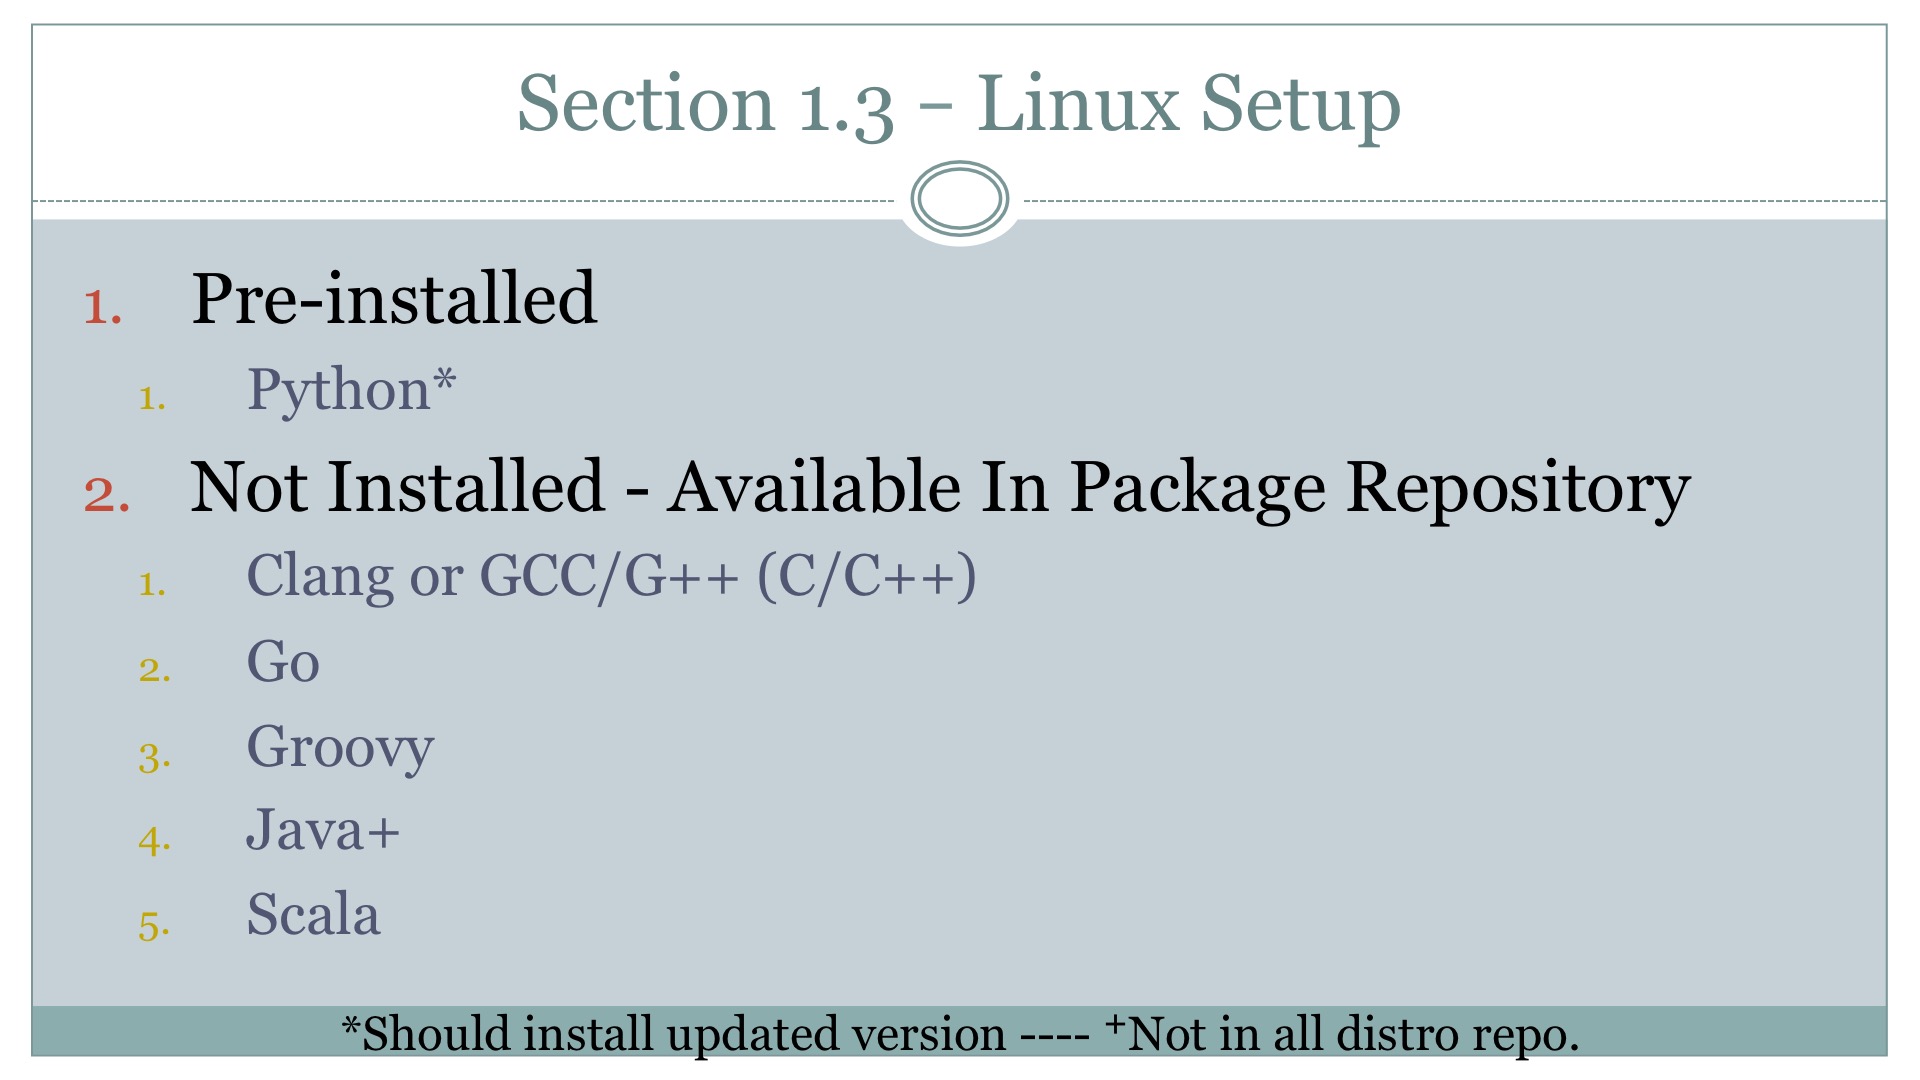 Section 1.3 – Linux Setup
1. Pre-installed
1. Python*
2. Not Installed - Available In Package Repository
1. Clang or GCC/G++ (C/C++)
2. Go
3. Groovy
4. Java+
5. Scala
*Should install updated version ---- ⁺Not in all distro repo.